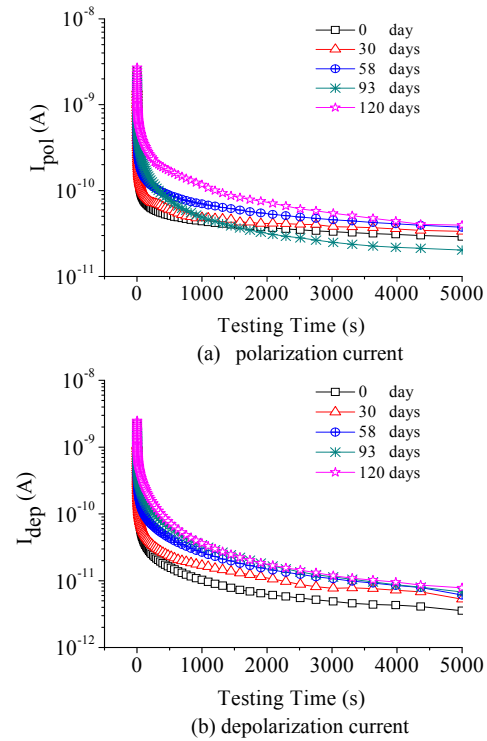 10^-8
10^-9
10^-10
10^-11
I_pol (A)
0 day
30 days
58 days
93 days
120 days
0 1000 2000 3000 4000 5000
Testing Time (s)
(a) polarization current
10^-8
10^-9
10^-10
10^-11
10^-12
I_dep (A)
0 day
30 days
58 days
93 days
120 days
0 1000 2000 3000 4000 5000
Testing Time (s)
(b) depolarization current